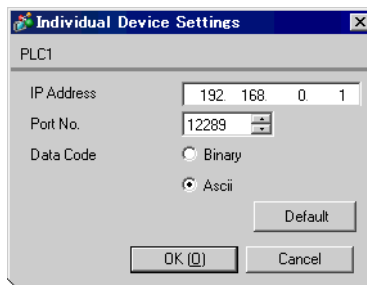 Individual Device Settings
PLC1
IP Address 192. 168. 0. 1
Port No. 12289
Data Code Binary
Ascii
Default
OK (O) Cancel